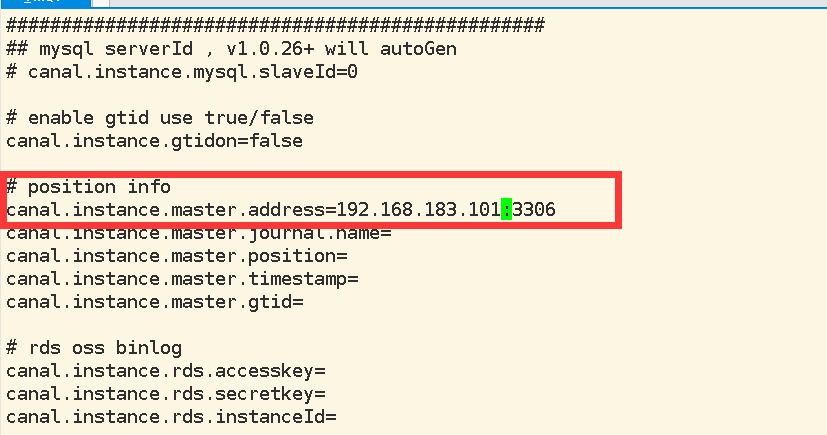 #################################################
## mysql serverId , v1.0.26+ will autoGen
# canal.instance.mysql.slaveId=0
# enable gtid use true/false
canal.instance.gtidon=false
# position info
canal.instance.master.address=192.168.183.101:3306
canal.instance.master.journal.name=
canal.instance.master.position=
canal.instance.master.timestamp=
canal.instance.master.gtid=
# rds oss binlog
canal.instance.rds.accesskey=
canal.instance.rds.secretkey=
canal.instance.rds.instanceId=